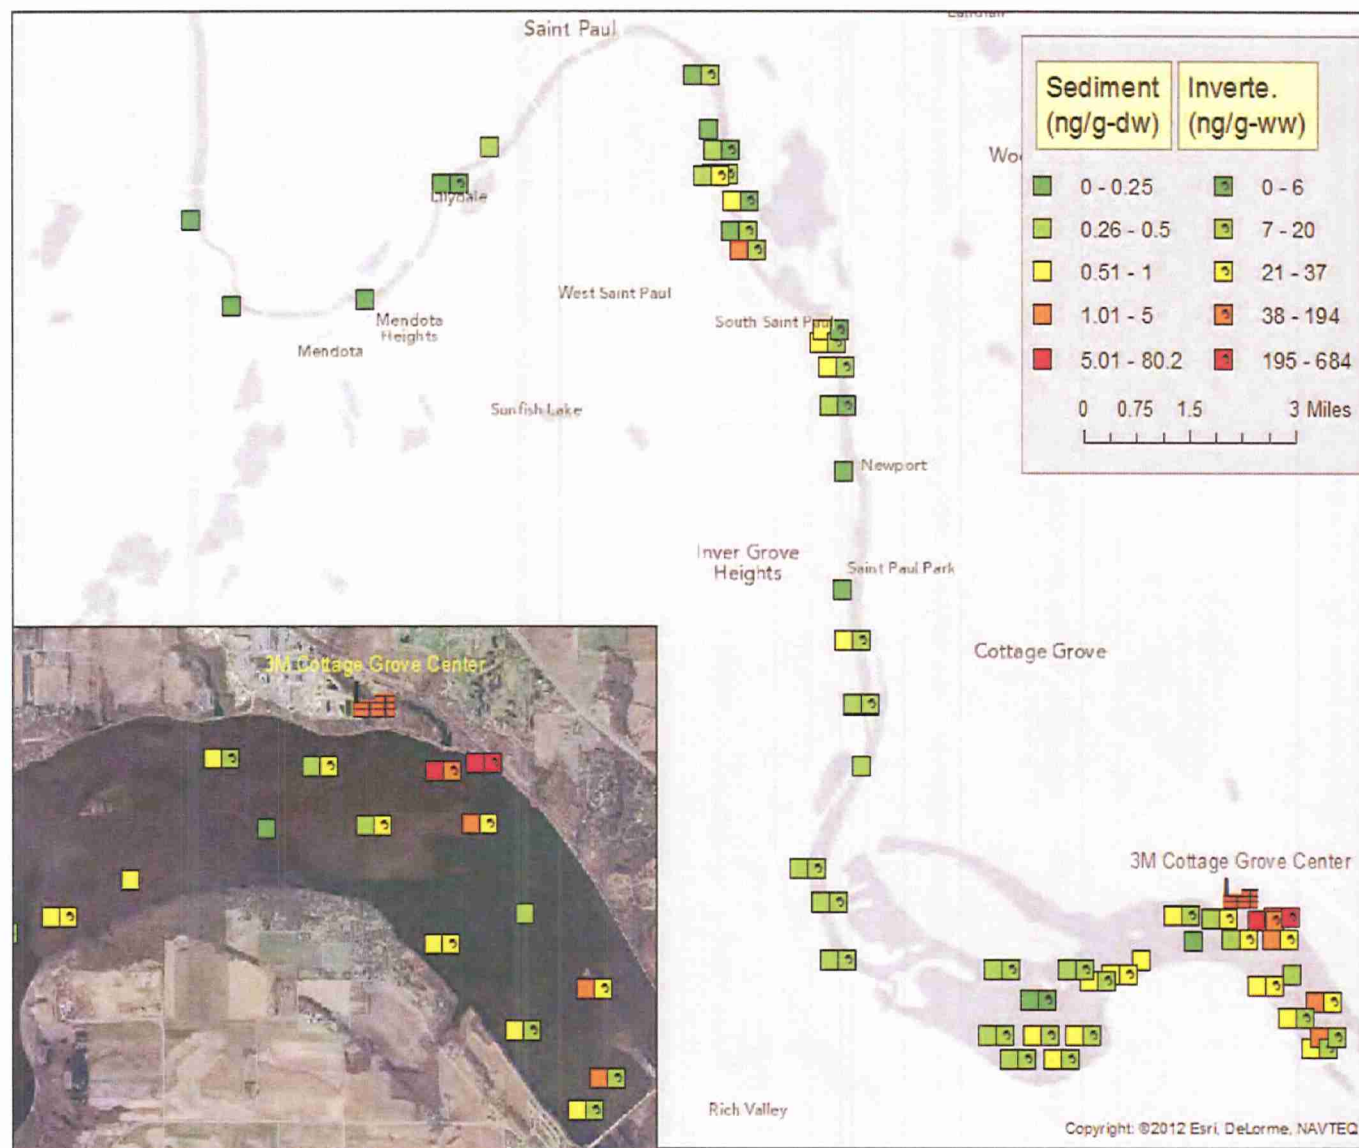 Saint Paul
Sediment
(ng/g-dw)
Inverte.
(ng/g-ww)
0 - 0.25
0 - 6
0.26 - 0.5
7 - 20
0.51 - 1
21 - 37
1.01 - 5
38 - 194
5.01 - 80.2
195 - 684
0 0.75 1.5 3 Miles
Lilydale
West Saint Paul
South Saint Paul
Mendota
Heights
Mendota
Sunfish Lake
Newport
Inver Grove
Heights
Saint Paul Park
Cottage Grove
3M Cottage Grove Center
3M Cottage Grove Center
Rich Valley
Copyright: ©2012 Esri, DeLorme, NAVTEQ